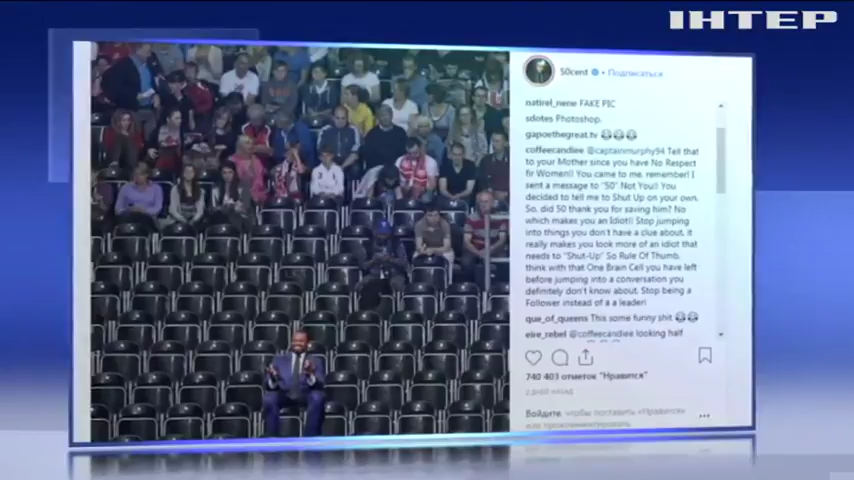 ІНТЕР
50cent • Подписаться
natirel_nene FAKE PIC
sdotes Photoshop.
gapoethegreat.tv 😂😂😂
coffeecandiee @captainmurphy94 Tell that
to your Mother since you have No Respect
fir Women!! You came to me, remember! I
sent a message to "50" Not You!! You
decided to tell me to Shut Up on your own.
So, did 50 thank you for saving him? No
which makes you an Idiot!! Stop jumping
into things you don't have a clue about, it
really makes you look more of an idiot that
needs to "Shut-Up" So Rule Of Thumb,
think with that One Brain Cell you have left
before jumping into a conversation you
definitely don't know about. Stop being a
Follower instead of a a leader!
que_of_queens This some funny shit 😂😂
eire_rebel @coffeecandiee looking half
740 403 отметок "Нравится"
2 ДНЯ НАЗАД
Войдите, чтобы поставить «Нравится»
или прокомментировать.